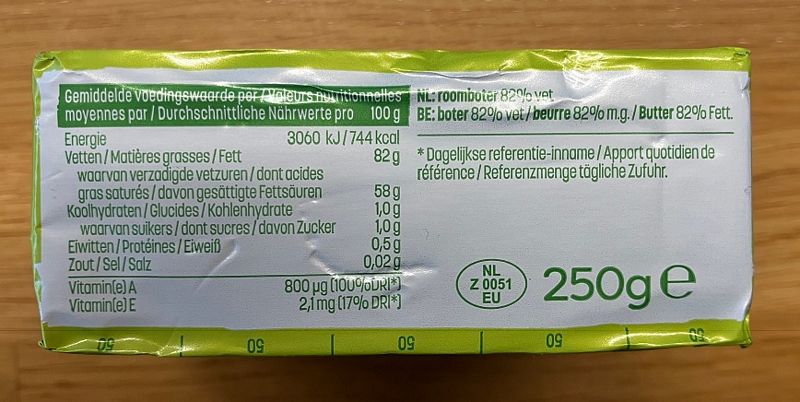 Gemiddelde voedingswaarde per / Valeurs nutritionnelles
moyennes par / Durchschnittliche Nährwerte pro 100 g
Energie 3060 kJ / 744 kcal
Vetten / Matières grasses / Fett 82 g
waarvan verzadigde vetzuren / dont acides
gras saturés / davon gesättigte Fettsäuren 58 g
Koolhydraten / Glucides / Kohlenhydrate 1,0 g
waarvan suikers / dont sucres / davon Zucker 1,0 g
Eiwitten / Protéines / Eiweiß 0,5 g
Zout / Sel / Salz 0,02 g
Vitamin(e) A 800 µg (100%DRI*)
Vitamin(e) E 2,1 mg (17% DRI*)
NL: roomboter 82% vet
BE: boter 82% vet / beurre 82% m.g. / Butter 82% Fett.
* Dagelijkse referentie-inname / Apport quotidien de
référence / Referenzmenge tägliche Zufuhr.
NL
Z 0051
EU
250g e
50 50 50 50 50